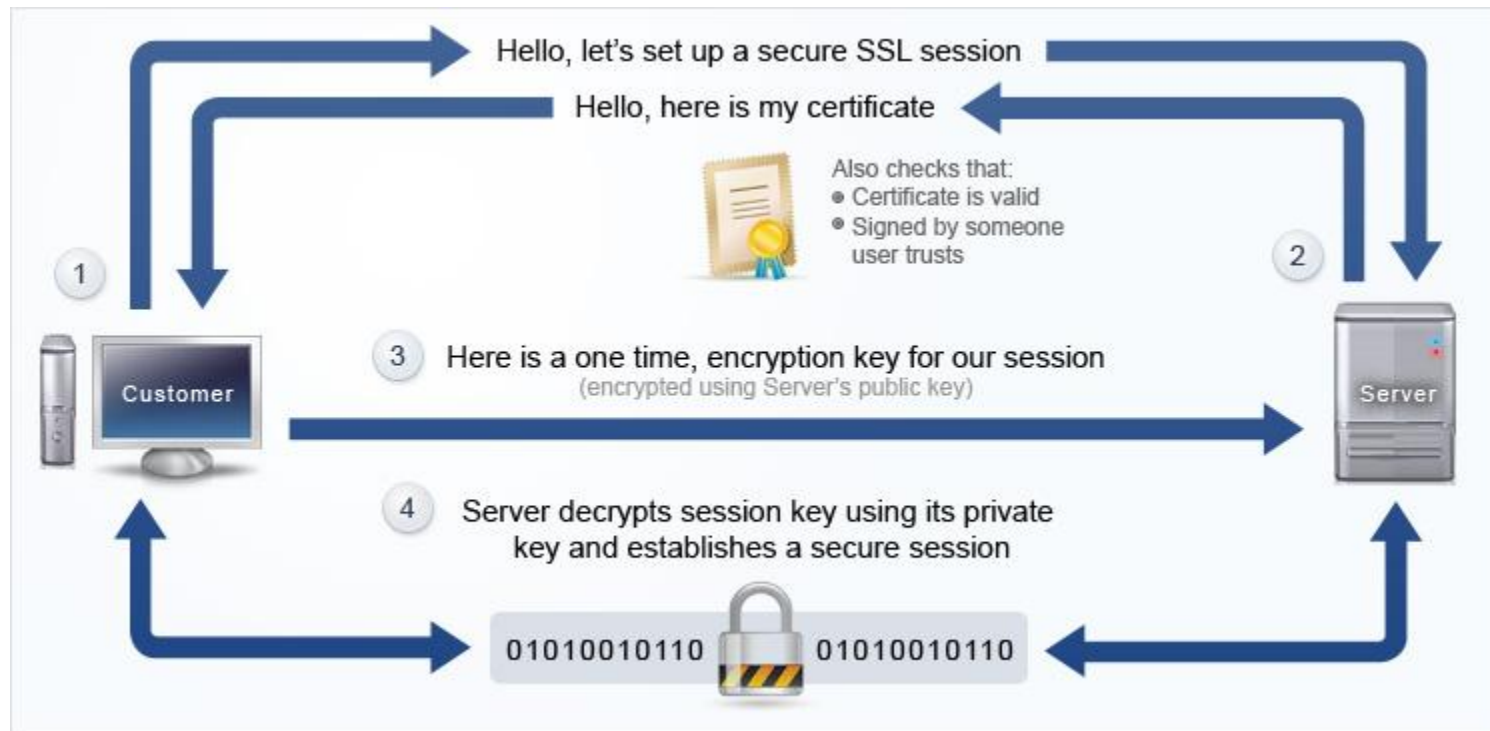 Hello, let's set up a secure SSL session
Hello, here is my certificate
Also checks that:
• Certificate is valid
• Signed by someone
user trusts
1
2
3
Here is a one time, encryption key for our session
(encrypted using Server's public key)
Customer
Server
4
Server decrypts session key using its private
key and establishes a secure session
01010010110
01010010110